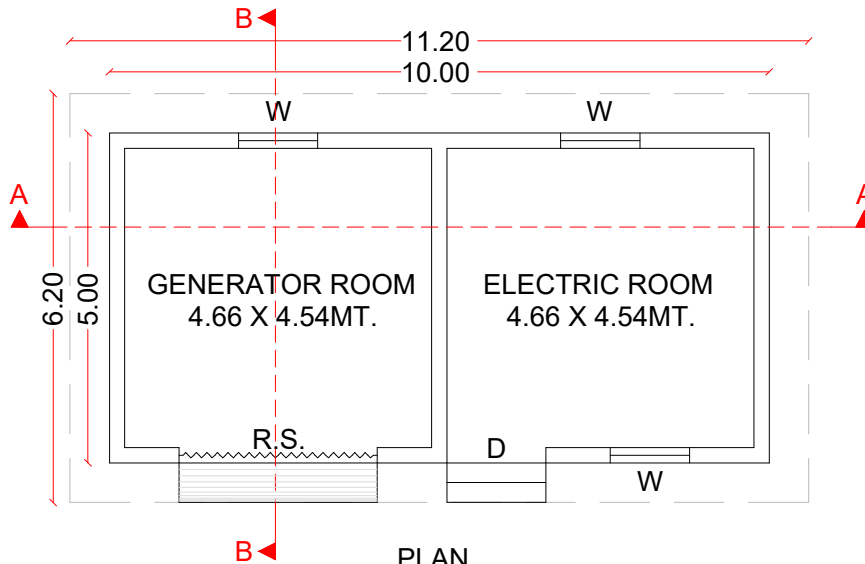 B
11.20
10.00
W
W
A
A
6.20
5.00
GENERATOR ROOM
4.66 X 4.54MT.
ELECTRIC ROOM
4.66 X 4.54MT.
R.S.
D
W
B
PLAN